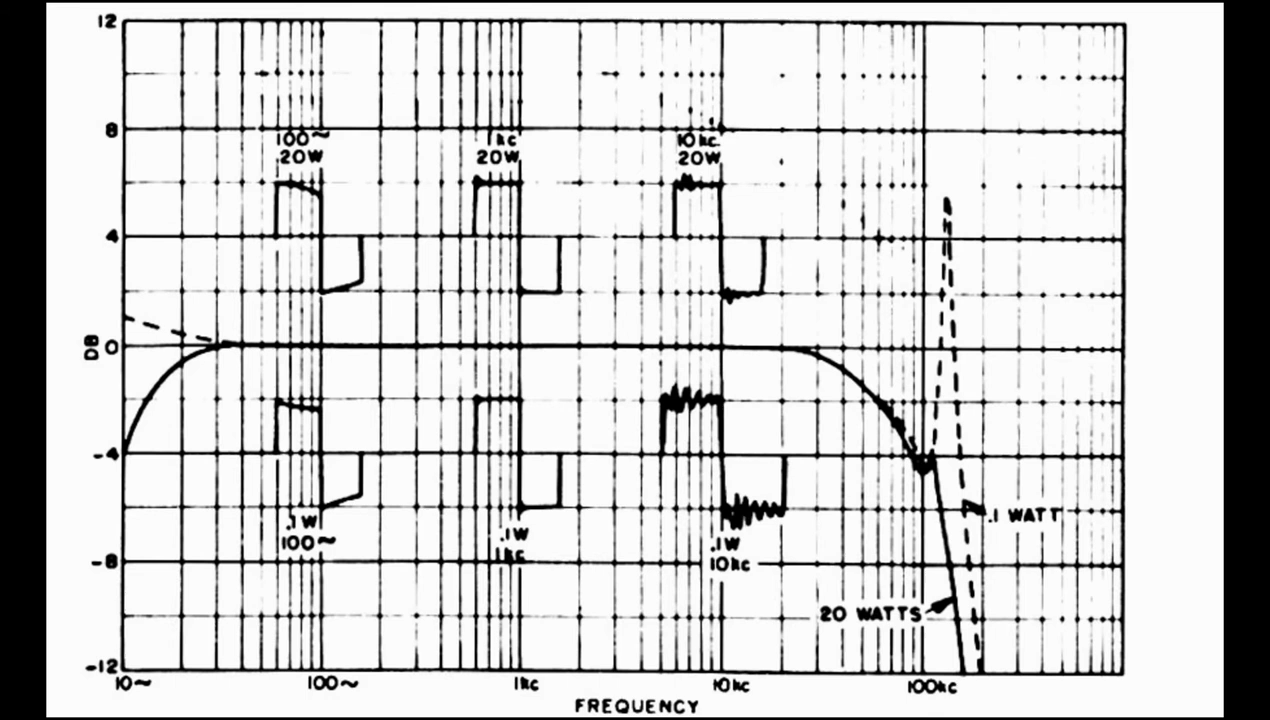 12
8
100~ 1kc 10kc
20W 20W 20W
4
DB 0
-4
.1W
100~
.1W
1kc
.1W
10kc
.1 WATT
-8
20 WATTS
-12
10~ 100~ 1kc 10kc 100kc
FREQUENCY